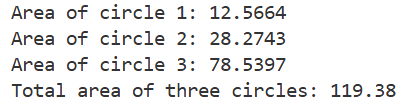 Area of circle 1: 12.5664
Area of circle 2: 28.2743
Area of circle 3: 78.5397
Total area of three circles: 119.38